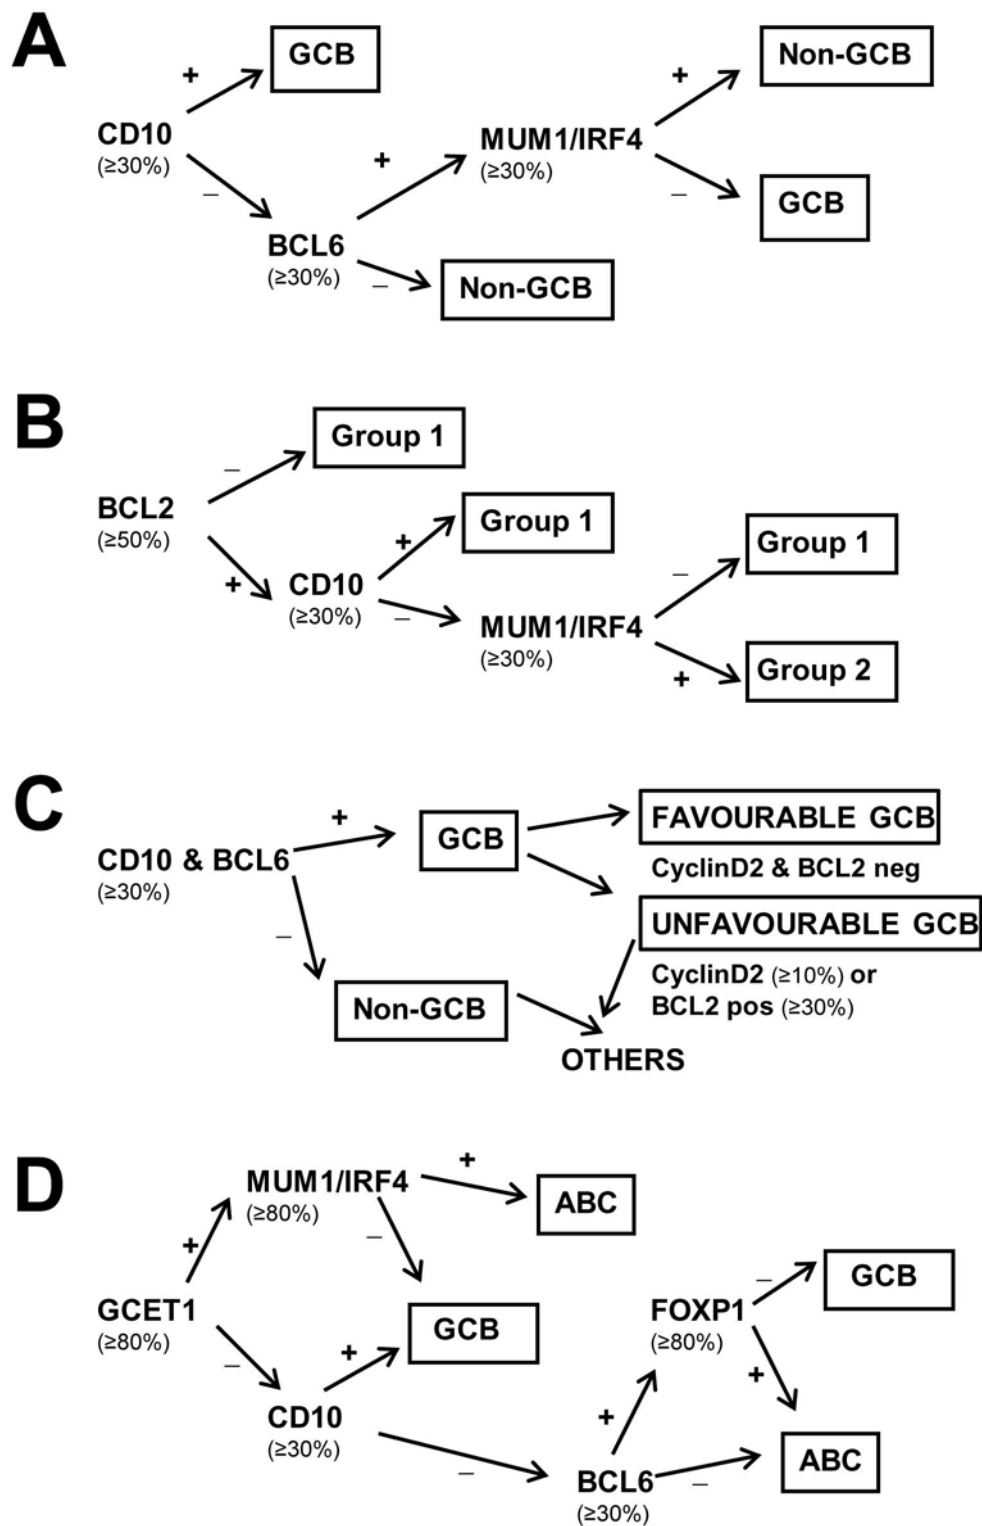 A
GCB
Non-GCB
+
+
CD10
(≥30%)
MUM1/IRF4
(≥30%)
+
–
–
GCB
BCL6
(≥30%)
–
Non-GCB
B
Group 1
–
BCL2
(≥50%)
Group 1
Group 1
+
–
+
CD10
(≥30%)
–
MUM1/IRF4
(≥30%)
+
Group 2
C
+
FAVOURABLE GCB
GCB
CD10 & BCL6
(≥30%)
CyclinD2 & BCL2 neg
UNFAVOURABLE GCB
–
CyclinD2 (≥10%) or
BCL2 pos (≥30%)
Non-GCB
OTHERS
D
MUM1/IRF4
(≥80%)
+
ABC
+
–
GCB
–
GCET1
(≥80%)
GCB
FOXP1
(≥80%)
–
+
+
CD10
(≥30%)
+
–
ABC
BCL6
(≥30%)
–